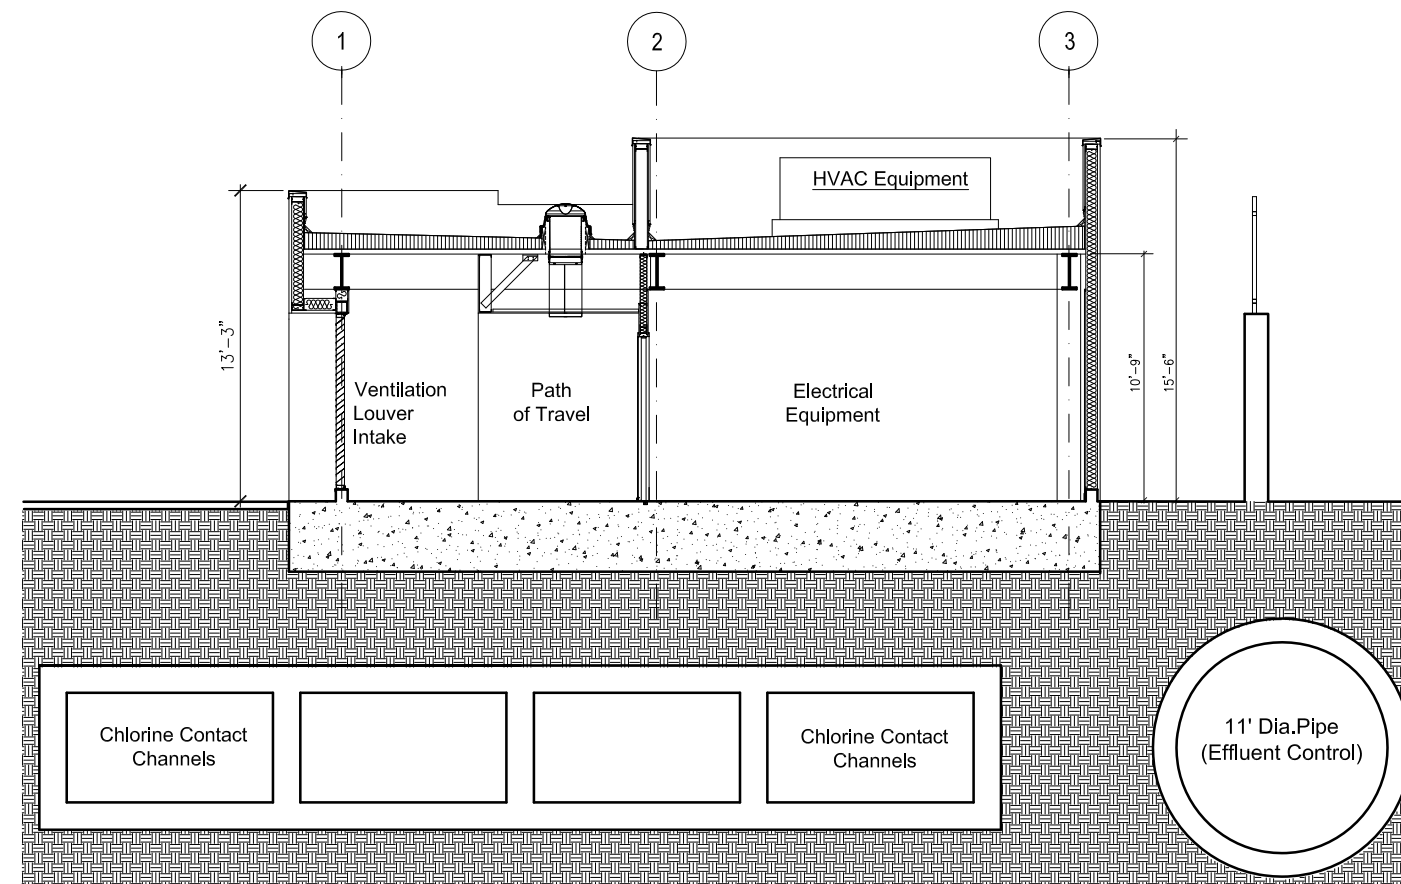 1
2
3
HVAC Equipment
13'-3"
10'-9"
15'-6"
Ventilation
Louver
Intake
Path
of Travel
Electrical
Equipment
Chlorine Contact
Channels
Chlorine Contact
Channels
11' Dia.Pipe
(Effluent Control)